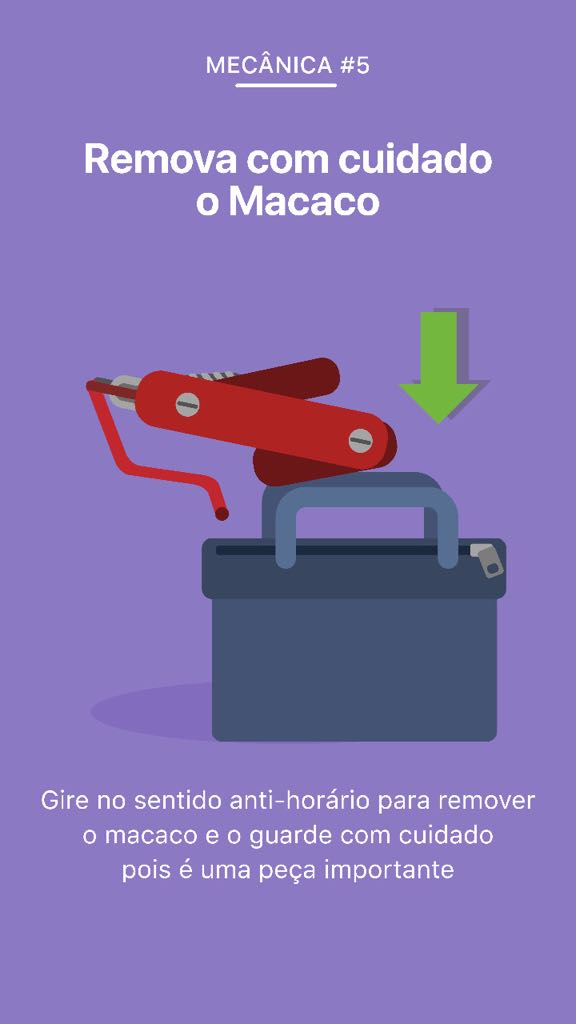 MECÂNICA #5
Remova com cuidado
o Macaco
Gire no sentido anti-horário para remover
o macaco e o guarde com cuidado
pois é uma peça importante